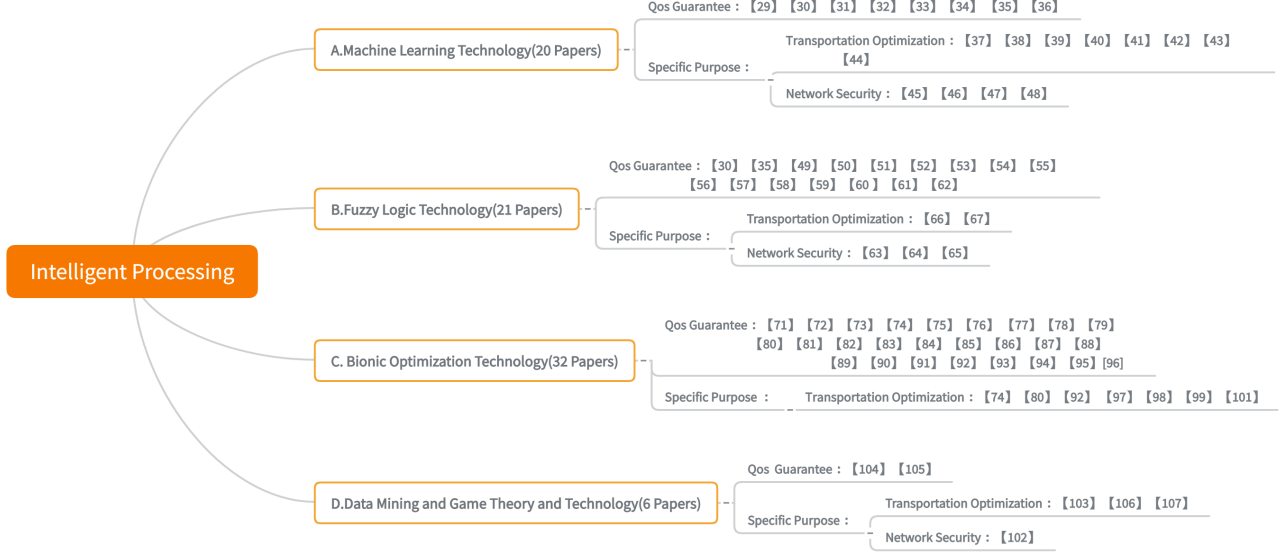 Qos Guarantee：【29】【30】【31】【32】【33】【34】 【35】【36】
A.Machine Learning Technology(20 Papers)
Transportation Optimization：【37】【38】【39】【40】【41】【42】【43】
【44】
Specific Purpose：
Network Security：【45】【46】【47】【48】
Qos Guarantee：【30】【35】【49】【50】【51】【52】【53】【54】【55】
【56】【57】【58】【59】【60 】【61】【62】
B.Fuzzy Logic Technology(21 Papers)
Transportation Optimization：【66】【67】
Specific Purpose：
Network Security：【63】【64】【65】
Intelligent Processing
Qos Guarantee：【71】【72】【73】【74】【75】【76】 【77】【78】【79】
【80】【81】【82】【83】【84】【85】【86】【87】【88】
【89】【90】【91】【92】【93】【94】【95】[96]
C. Bionic Optimization Technology(32 Papers)
Specific Purpose ：
Transportation Optimization：【74】【80】【92】 【97】【98】【99】【101】
Qos Guarantee：【104】【105】
D.Data Mining and Game Theory and Technology(6 Papers)
Transportation Optimization：【103】【106】【107】
Specific Purpose：
Network Security：【102】